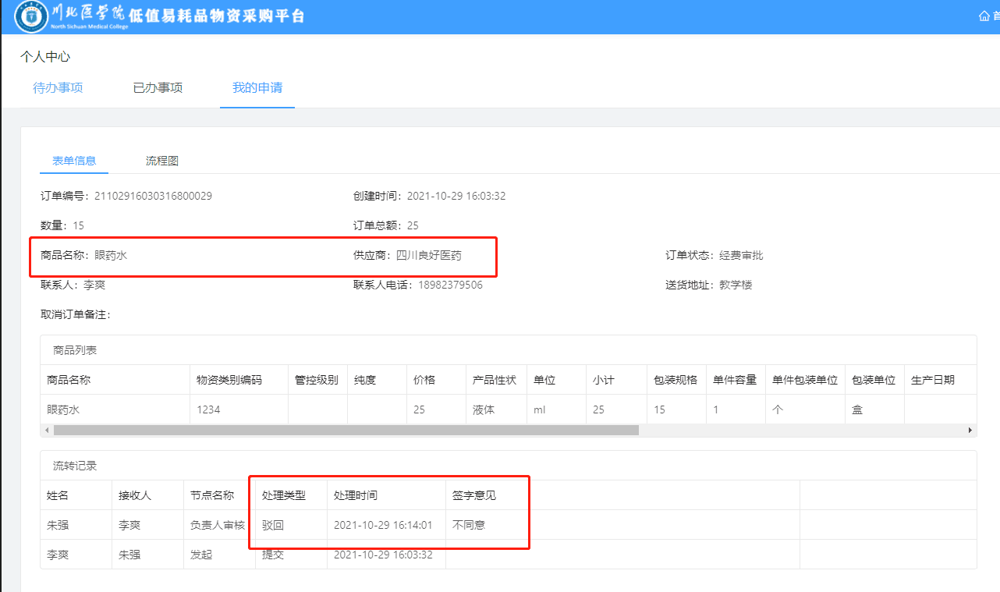 川北医学院 低值易耗品物资采购平台
North Sichuan Medical College
个人中心
待办事项 已办事项 我的申请
表单信息 流程图
订单编号：21102916030316800029 创建时间：2021-10-29 16:03:32
数量：15 订单总额：25
商品名称：眼药水 供应商：四川良好医药 订单状态：经费审批
联系人：李爽 联系人电话：18982379506 送货地址：教学楼
取消订单备注：
商品列表
商品名称 物资类别编码 管控级别 纯度 价格 产品性状 单位 小计 包装规格 单件容量 单件包装单位 包装单位 生产日期
眼药水 1234 25 液体 ml 25 15 1 个 盒
流转记录
姓名 接收人 节点名称 处理类型 处理时间 签字意见
朱强 李爽 负责人审核 驳回 2021-10-29 16:14:01 不同意
李爽 朱强 发起 提交 2021-10-29 16:03:32